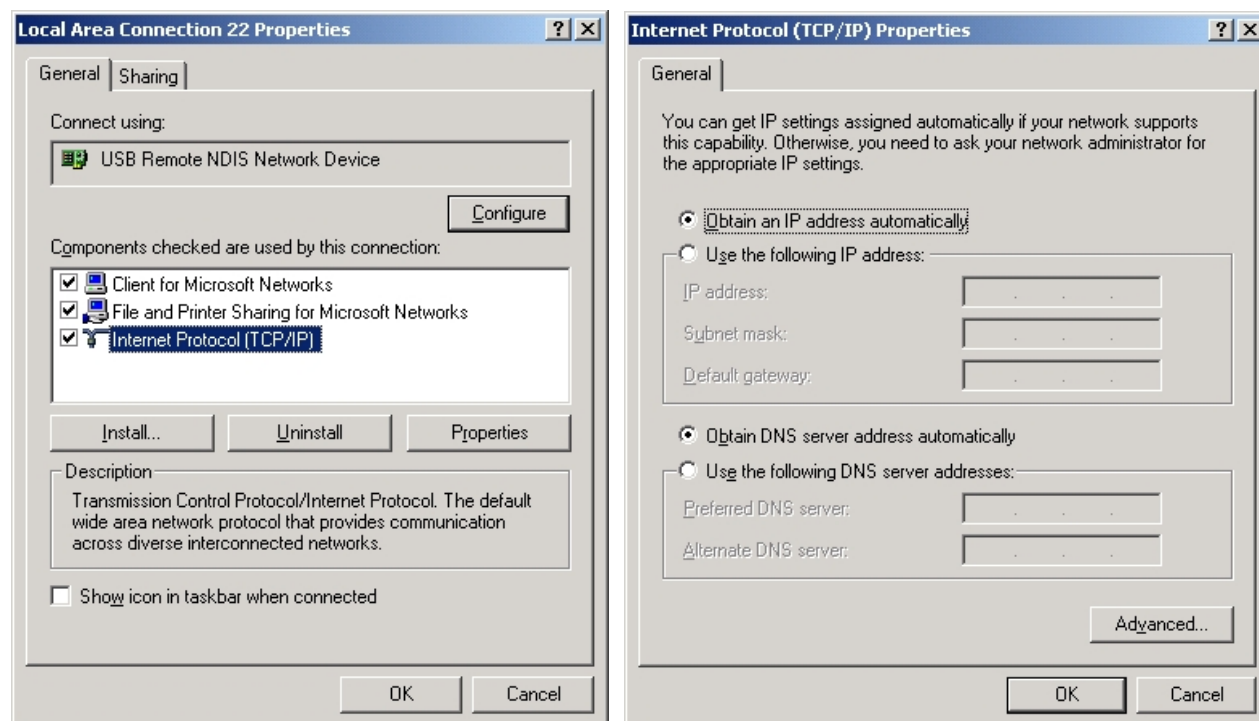 Local Area Connection 22 Properties
General
Sharing
Connect using:
USB Remote NDIS Network Device
Configure
Components checked are used by this connection:
Client for Microsoft Networks
File and Printer Sharing for Microsoft Networks
Internet Protocol (TCP/IP)
Install...
Uninstall
Properties
Description
Transmission Control Protocol/Internet Protocol. The default
wide area network protocol that provides communication
across diverse interconnected networks.
Show icon in taskbar when connected
OK
Cancel
Internet Protocol (TCP/IP) Properties
General
You can get IP settings assigned automatically if your network supports
this capability. Otherwise, you need to ask your network administrator for
the appropriate IP settings.
Obtain an IP address automatically
Use the following IP address:
IP address:
Subnet mask:
Default gateway:
Obtain DNS server address automatically
Use the following DNS server addresses:
Preferred DNS server:
Alternate DNS server:
Advanced...
OK
Cancel